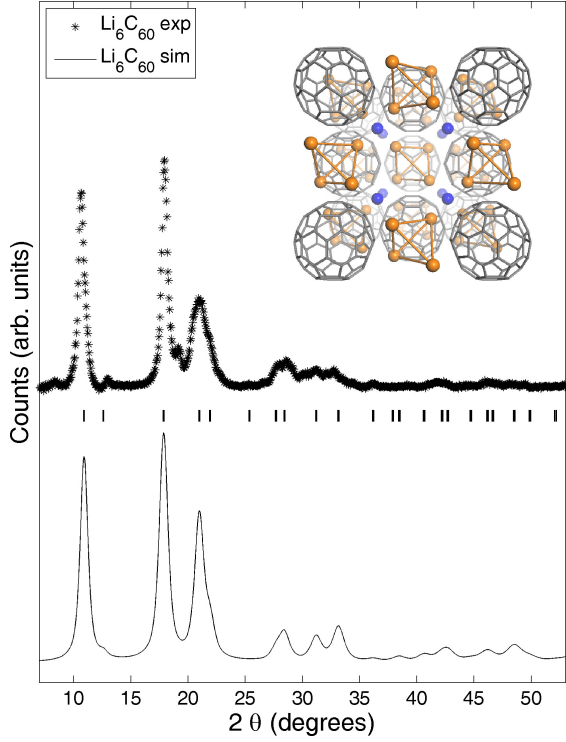 Li₆C₆₀ exp
Li₆C₆₀ sim
Counts (arb. units)
10 15 20 25 30 35 40 45 50
2 θ (degrees)